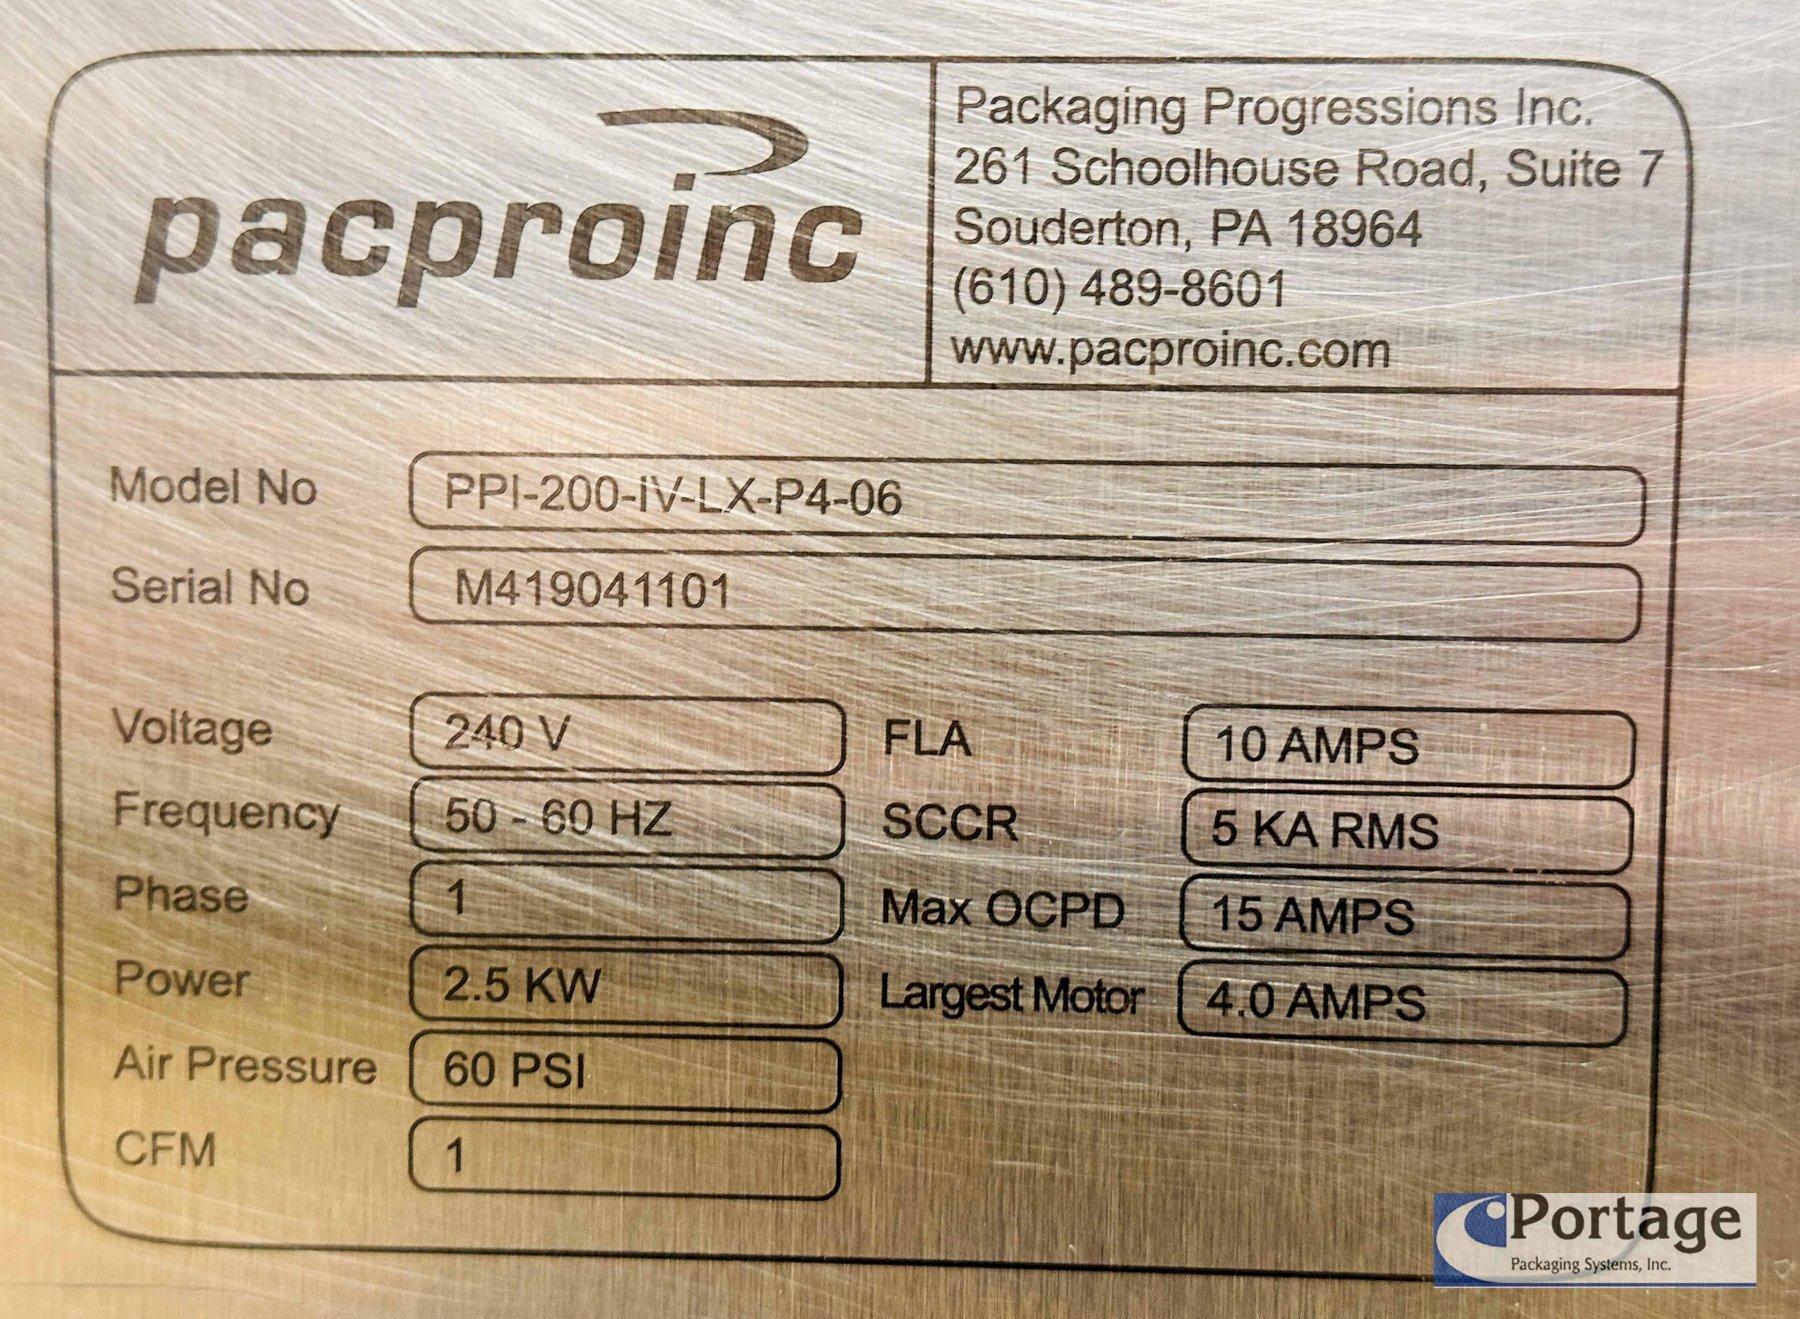 pacproinc
Packaging Progressions Inc.
261 Schoolhouse Road, Suite 7
Souderton, PA 18964
(610) 489-8601
www.pacproinc.com
Model No PPI-200-IV-LX-P4-06
Serial No M419041101
Voltage 240 V FLA 10 AMPS
Frequency 50 - 60 HZ SCCR 5 KA RMS
Phase 1 Max OCPD 15 AMPS
Power 2.5 KW Largest Motor 4.0 AMPS
Air Pressure 60 PSI
CFM 1
Portage
Packaging Systems, Inc.